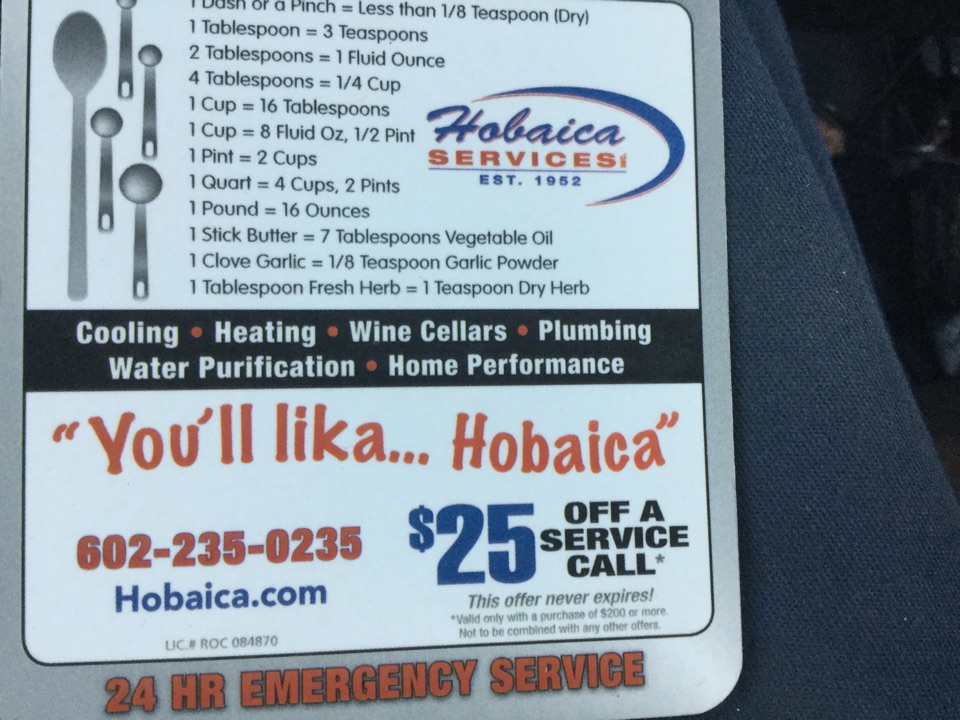 1 Dash or a Pinch = Less than 1/8 Teaspoon (Dry)
1 Tablespoon = 3 Teaspoons
2 Tablespoons = 1 Fluid Ounce
4 Tablespoons = 1/4 Cup
1 Cup = 16 Tablespoons
1 Cup = 8 Fluid Oz, 1/2 Pint
1 Pint = 2 Cups
1 Quart = 4 Cups, 2 Pints
1 Pound = 16 Ounces
1 Stick Butter = 7 Tablespoons Vegetable Oil
1 Clove Garlic = 1/8 Teaspoon Garlic Powder
1 Tablespoon Fresh Herb = 1 Teaspoon Dry Herb
Hobaica
SERVICES
EST. 1952
Cooling • Heating • Wine Cellars • Plumbing
Water Purification • Home Performance
"You'll lika... Hobaica"
602-235-0235
Hobaica.com
LIC.# ROC 084870
$25 OFF A
SERVICE
CALL*
This offer never expires!
*Valid only with a purchase of $200 or more.
Not to be combined with any other offers.
24 HR EMERGENCY SERVICE